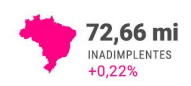 72,66 mi
INADIMPLENTES
+0,22%